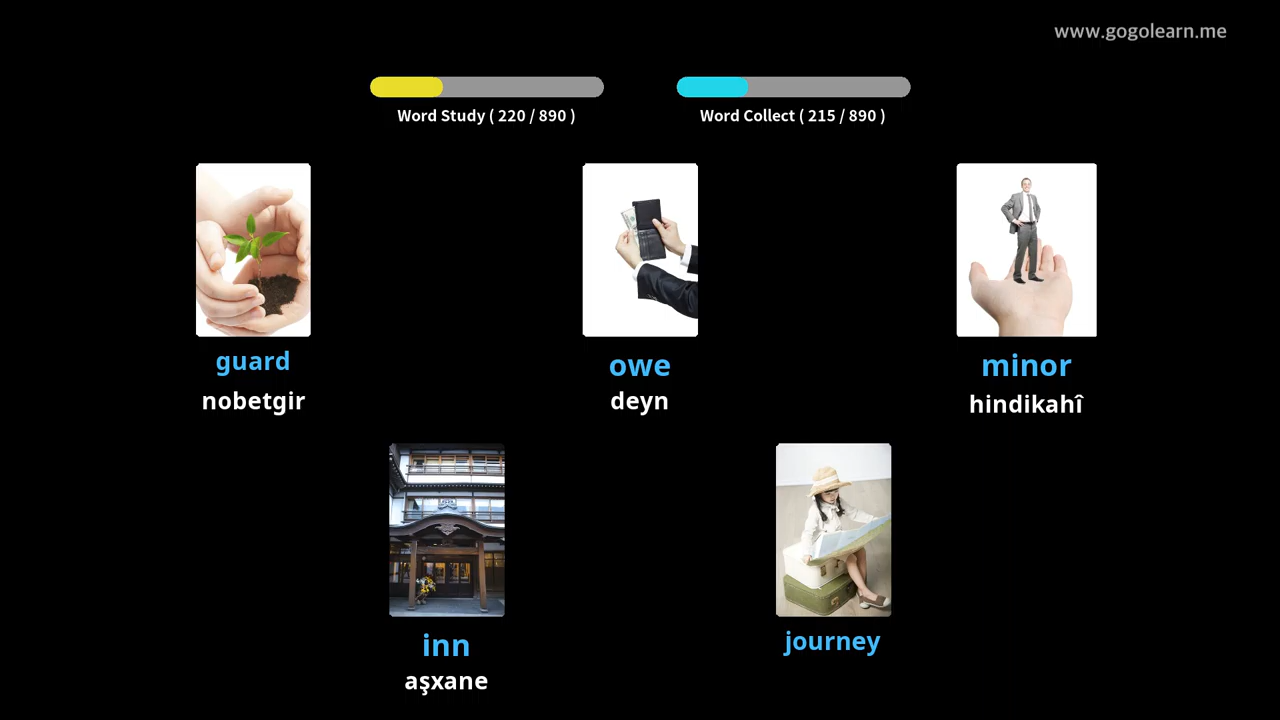 www.gogolearn.me
Word Study ( 220 / 890 )
Word Collect ( 215 / 890 )
guard
nobetgir
owe
deyn
minor
hindikahî
inn
aşxane
journey